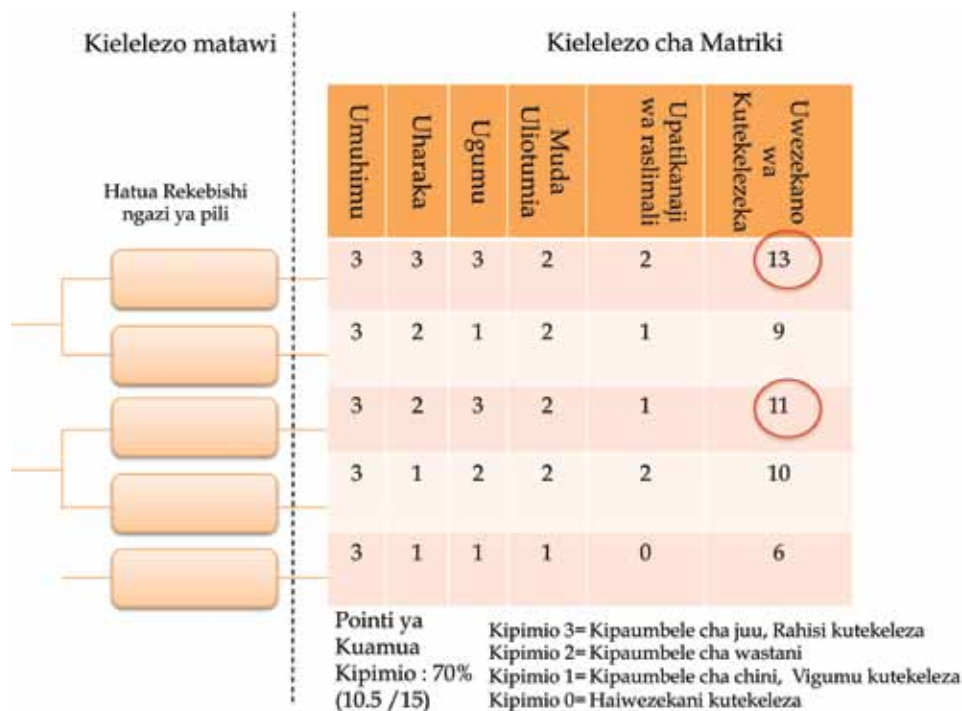 Kielelezo matawi
Kielelezo cha Matriki
Hatua Rekebishi
ngazi ya pili
Umuhimu
Uharaka
Ugumu
Muda
Uliotumia
Upatikanaji
wa raslimali
Uwezekano
wa
Kutekelezeka
3 3 3 2 2 13
3 2 1 2 1 9
3 2 3 2 1 11
3 1 2 2 2 10
3 1 1 1 0 6
Pointi ya
Kuamua
Kipimio : 70%
(10.5 /15)
Kipimio 3= Kipaumbele cha juu, Rahisi kutekeleza
Kipimio 2= Kipaumbele cha wastani
Kipimio 1= Kipaumbele cha chini, Vigumu kutekeleza
Kipimio 0= Haiwezekani kutekeleza